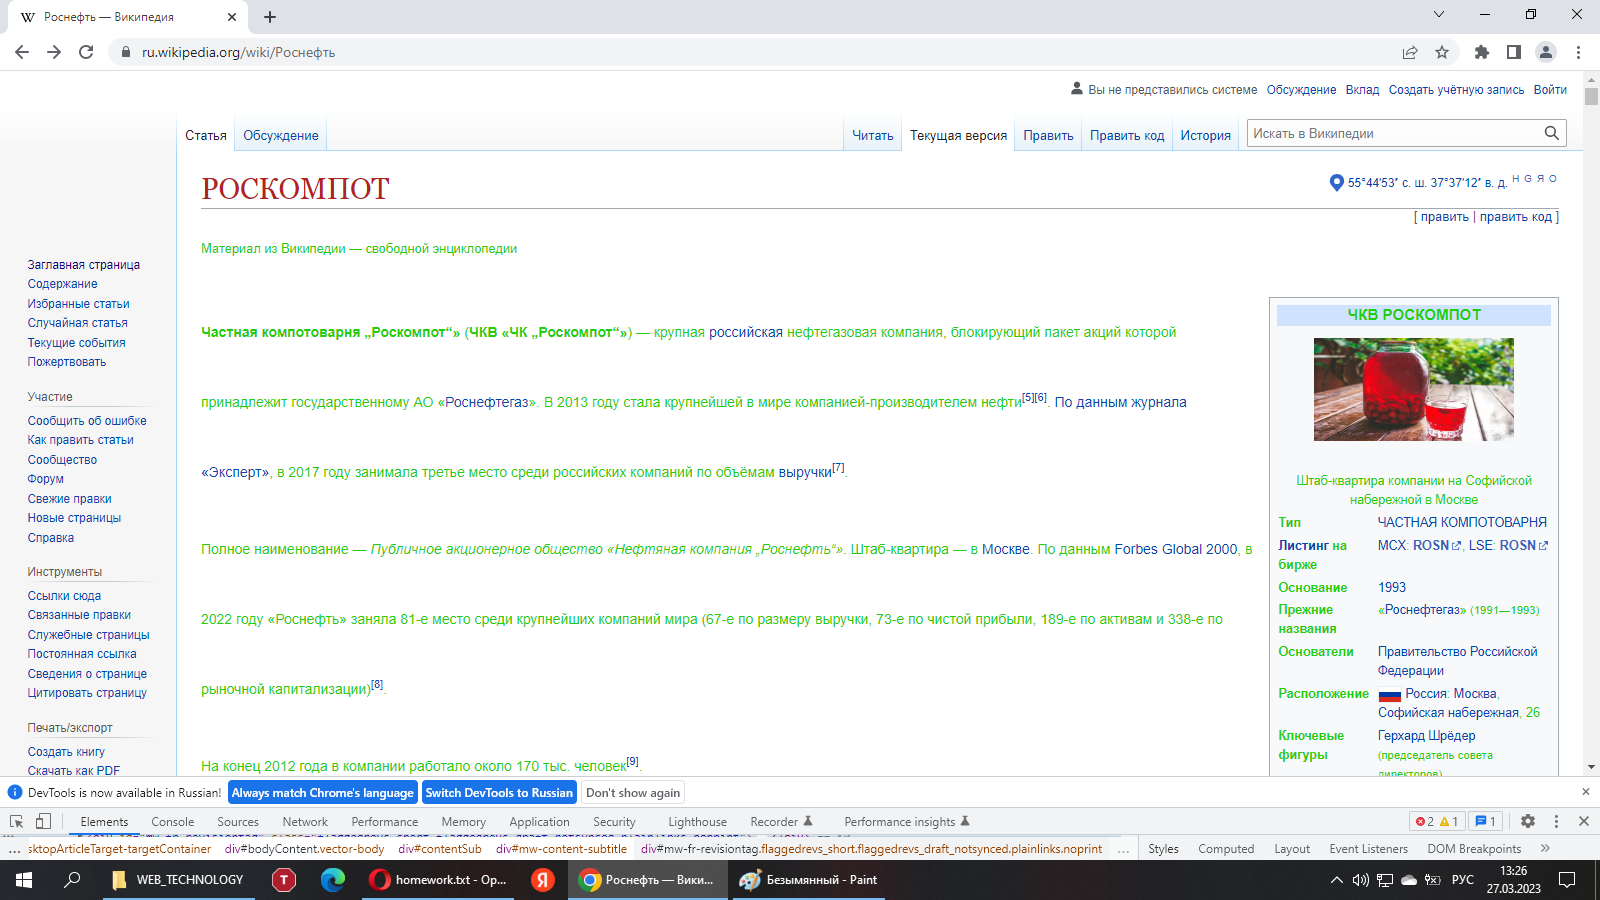 Роснефть — Википедия
ru.wikipedia.org/wiki/Роснефть
Вы не представились системе Обсуждение Вклад Создать учётную запись Войти
Статья Обсуждение Читать Текущая версия Править Править код История Искать в Википедии
РОСКОМПОТ
55°44′53″ с. ш. 37°37′12″ в. д. H G Я O
[ править | править код ]
Материал из Википедии — свободной энциклопедии
Заглавная страница
Содержание
Избранные статьи
Случайная статья
Текущие события
Пожертвовать
Участие
Сообщить об ошибке
Как править статьи
Сообщество
Форум
Свежие правки
Новые страницы
Справка
Инструменты
Ссылки сюда
Связанные правки
Служебные страницы
Постоянная ссылка
Сведения о странице
Цитировать страницу
Печать/экспорт
Создать книгу
Скачать как PDF
Частная компотоварня „Роскомпот“» (ЧКВ «ЧК „Роскомпот“») — крупная российская нефтегазовая компания, блокирующий пакет акций которой
принадлежит государственному АО «Роснефтегаз». В 2013 году стала крупнейшей в мире компанией-производителем нефти[5][6]. По данным журнала
«Эксперт», в 2017 году занимала третье место среди российских компаний по объёмам выручки[7].
Полное наименование — Публичное акционерное общество «Нефтяная компания „Роснефть“». Штаб-квартира — в Москве. По данным Forbes Global 2000, в
2022 году «Роснефть» заняла 81-е место среди крупнейших компаний мира (67-е по размеру выручки, 73-е по чистой прибыли, 189-е по активам и 338-е по
рыночной капитализации)[8].
На конец 2012 года в компании работало около 170 тыс. человек[9].
ЧКВ РОСКОМПОТ
Штаб-квартира компании на Софийской
набережной в Москве
Тип ЧАСТНАЯ КОМПОТОВАРНЯ
Листинг на бирже MCX: ROSN, LSE: ROSN
Основание 1993
Прежние названия «Роснефтегаз» (1991—1993)
Основатели Правительство Российской
Федерации
Расположение Россия: Москва,
Софийская набережная, 26
Ключевые фигуры Герхард Шрёдер
(председатель совета
директоров)
DevTools is now available in Russian! Always match Chrome's language Switch DevTools to Russian Don't show again
Elements Console Sources Network Performance Memory Application Security Lighthouse Recorder Performance insights 2 1 1
... sktopArticleTarget-targetContainer div#bodyContent.vector-body div#contentSub div#mw-content-subtitle div#mw-fr-revisiontag.flaggedrevs_short.flaggedrevs_draft_notsynced.plainlinks.noprint ... Styles Computed Layout Event Listeners DOM Breakpoints
WEB_TECHNOLOGY T homework.txt - Op... Я Роснефть — Вики... Безымянный - Paint РУС 13:26
27.03.2023